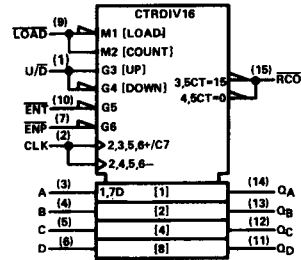 CTRDIV16
LOAD (9) M1 [LOAD]
M2 [COUNT]
U/D (1) G3 [UP]
G4 [DOWN]
3,5CT=15 (15) RCO
4,5CT=0
ENT (10) G5
ENP (7) G6
CLK (2) 2,3,5,6+/C7
2,4,5,6−
A (3) 1,7D [1] (14) QA
B (4) [2] (13) QB
C (5) [4] (12) QC
D (6) [8] (11) QD